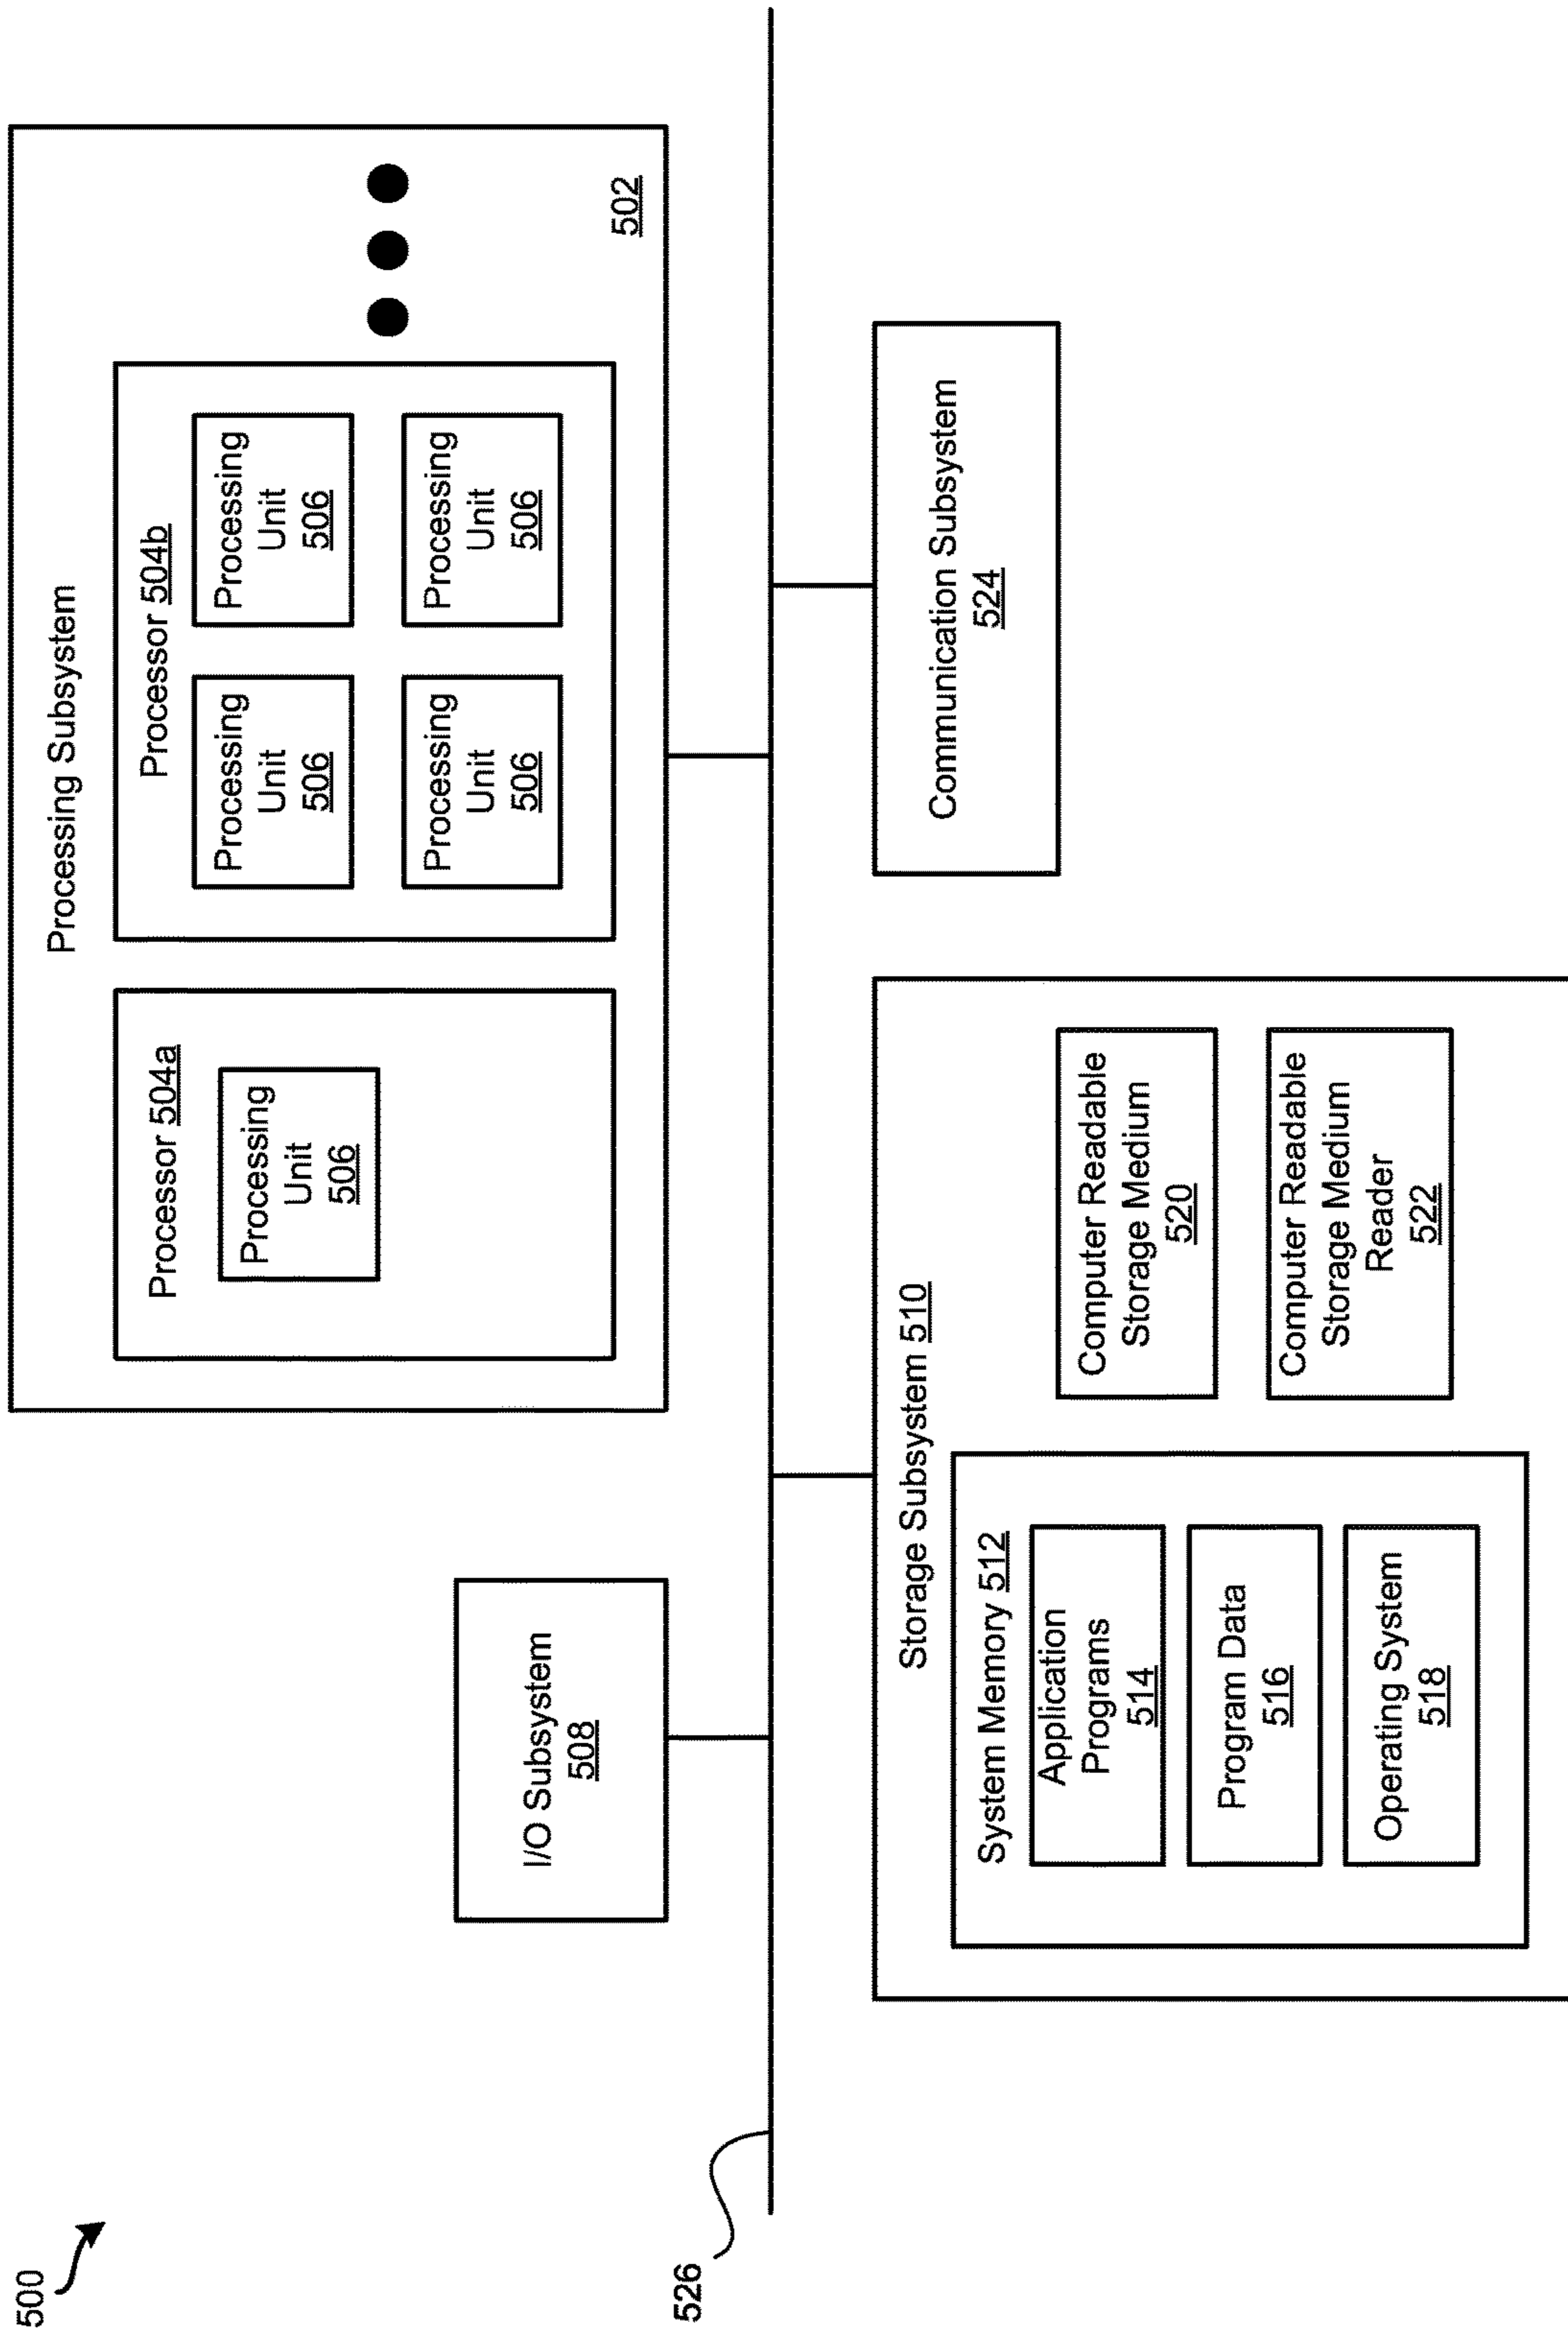 500
Processing Subsystem
Processor 504a
Processing
Unit
506
Processor 504b
Processing
Unit
506
Processing
Unit
506
Processing
Unit
506
Processing
Unit
506
502
I/O Subsystem
508
526
Storage Subsystem 510
System Memory 512
Application
Programs
514
Program Data
516
Operating System
518
Computer Readable
Storage Medium
520
Computer Readable
Storage Medium
Reader
522
Communication Subsystem
524